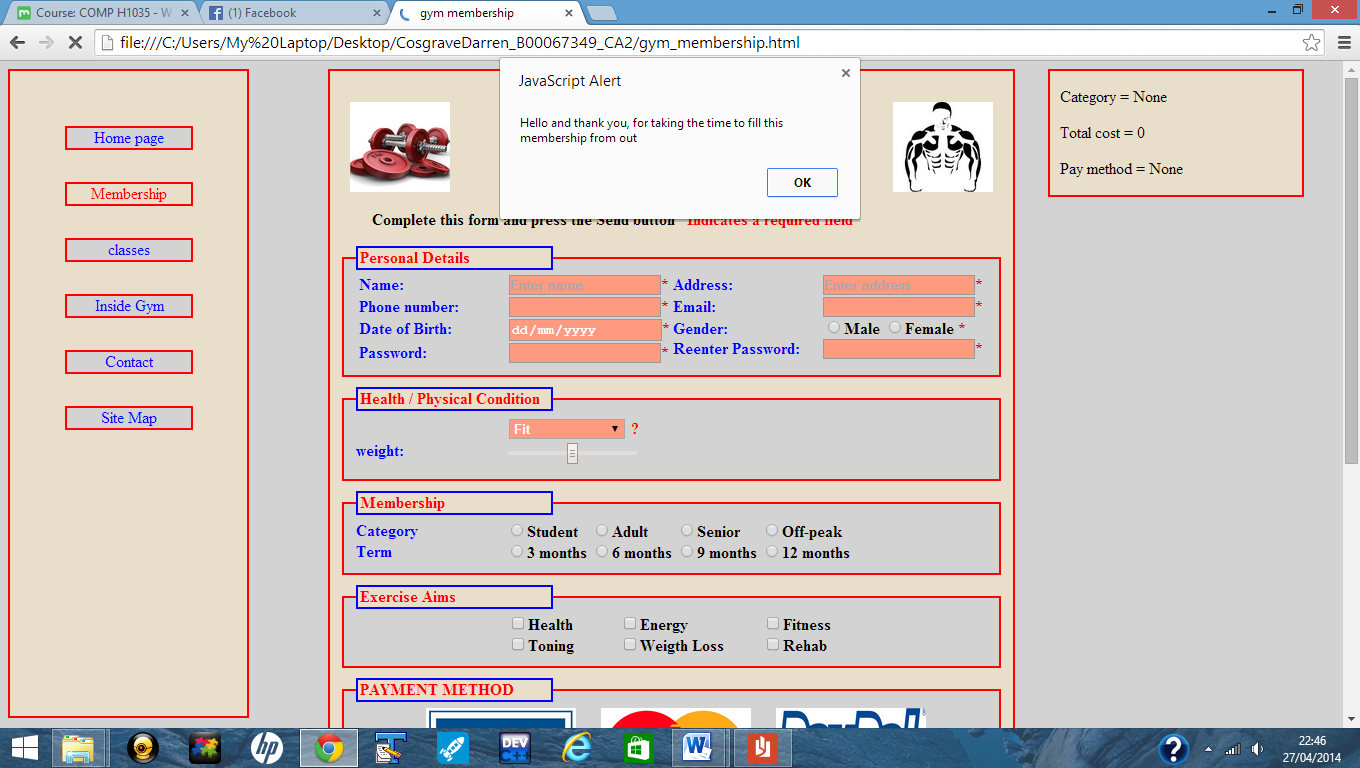 Course: COMP H1035 - W
(1) Facebook
gym membership
file:///C:/Users/My%20Laptop/Desktop/CosgraveDarren_B00067349_CA2/gym_membership.html
JavaScript Alert
Hello and thank you, for taking the time to fill this
membership from out
OK
Home page
Membership
classes
Inside Gym
Contact
Site Map
Category = None
Total cost = 0
Pay method = None
Complete this form and press the Send button * Indicates a required field
Personal Details
Name: Enter name * Address: Enter address *
Phone number: * Email: *
Date of Birth: dd/mm/yyyy * Gender: Male Female *
Password: * Reenter Password: *
Health / Physical Condition
Fit ?
weight:
Membership
Category Student Adult Senior Off-peak
Term 3 months 6 months 9 months 12 months
Exercise Aims
Health Energy Fitness
Toning Weigth Loss Rehab
PAYMENT METHOD
hp
DEV
W
22:46
27/04/2014